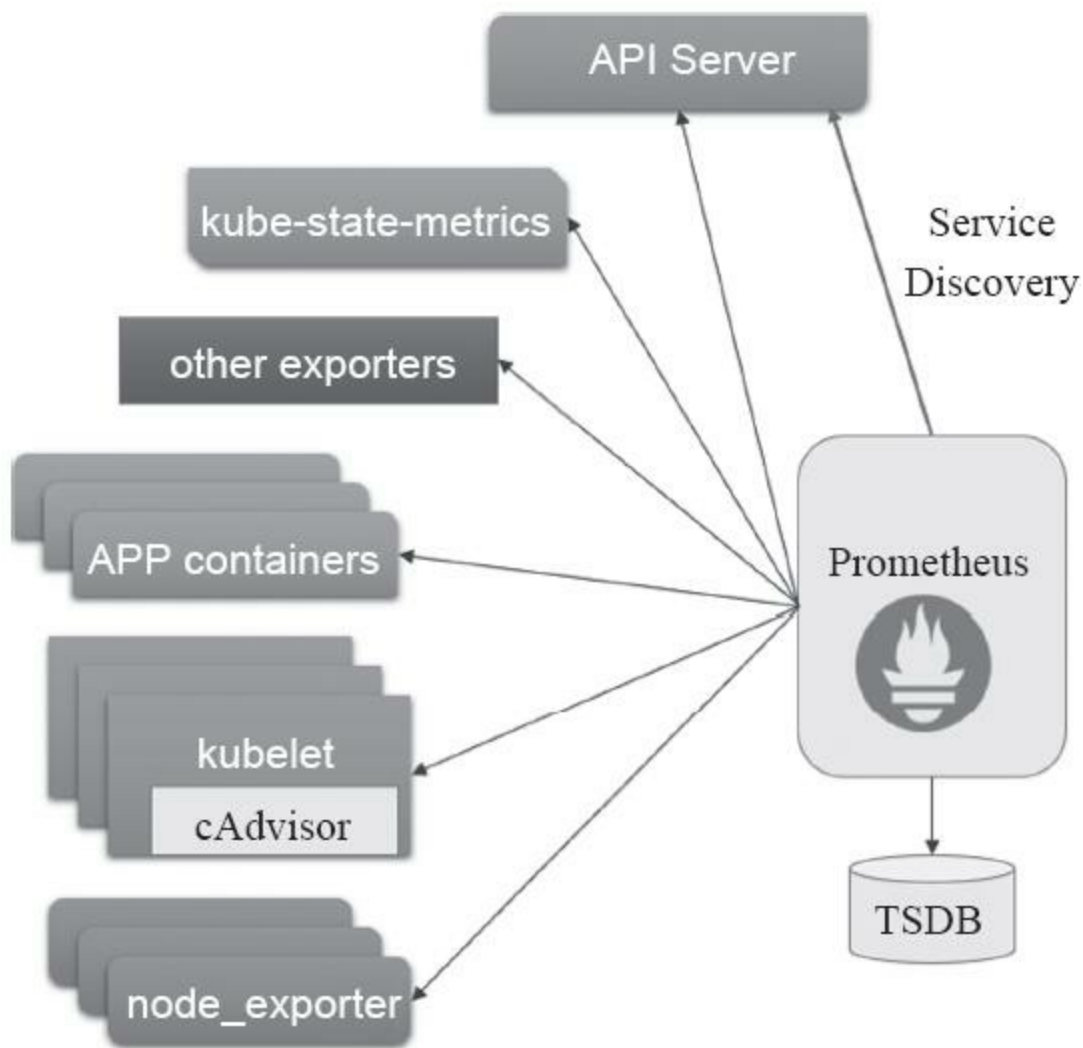 API Server
kube-state-metrics
Service
Discovery
other exporters
APP containers
Prometheus
kubelet
cAdvisor
TSDB
node_exporter